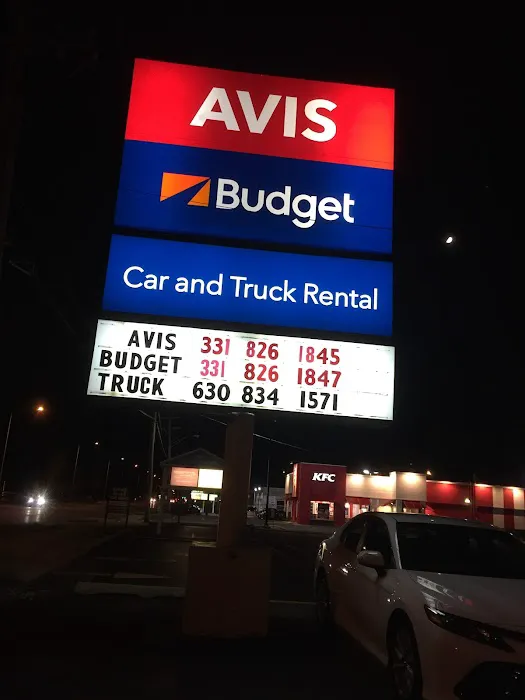 AVIS
Budget
Car and Truck Rental
AVIS 331 826 1845
BUDGET 331 826 1847
TRUCK 630 834 1571
KFC